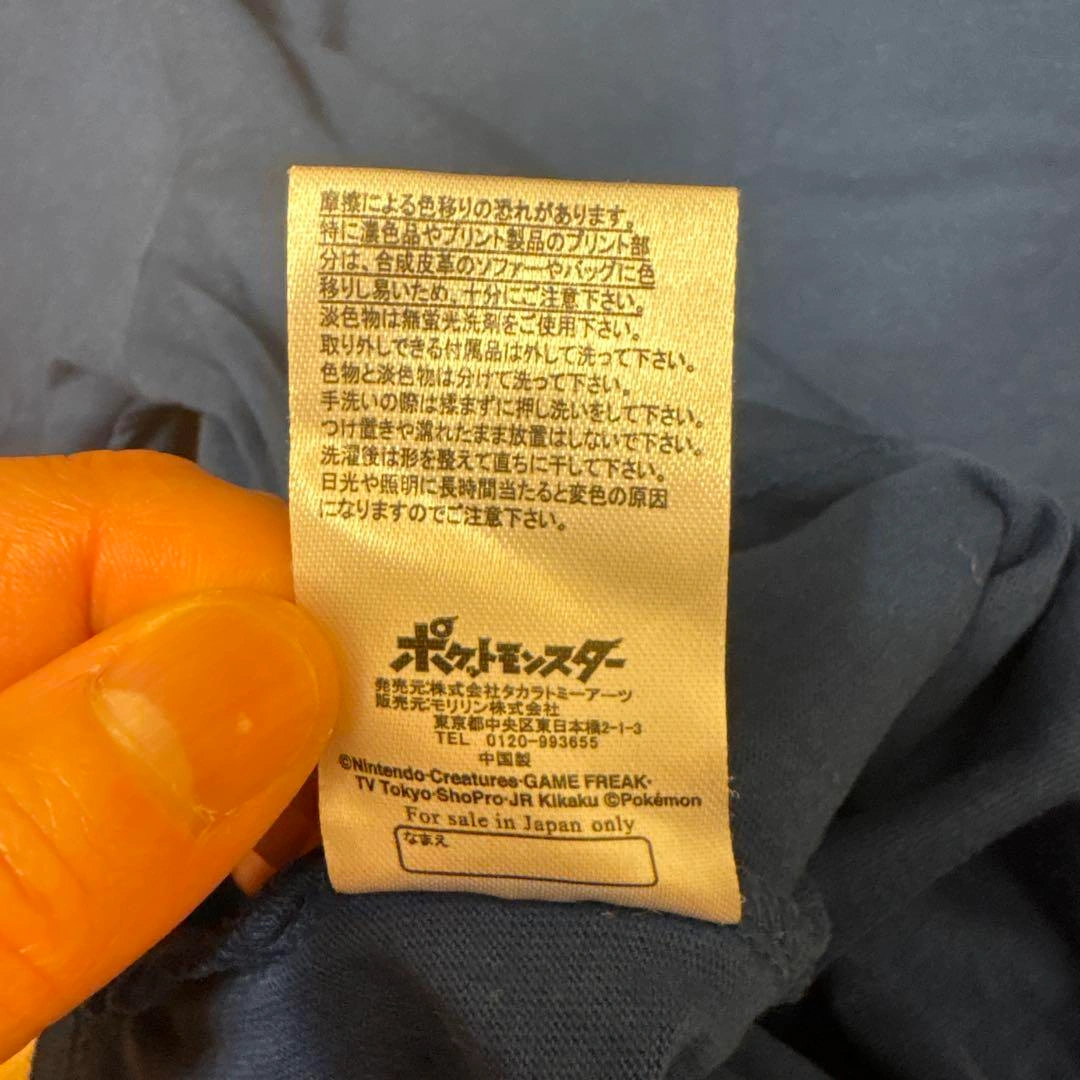 摩擦による色移りの恐れがあります。
特に濃色品やプリント製品のプリント部
分は、合成皮革のソファーやバッグに色
移りし易いため、十分にご注意下さい。
淡色物は無蛍光洗剤をご使用下さい。
取り外しできる付属品は外して洗って下さい。
色物と淡色物は分けて洗って下さい。
手洗いの際は揉まずに押し洗いをして下さい。
つけ置きや濡れたまま放置はしないで下さい。
洗濯後は形を整えて直ちに干して下さい。
日光や照明に長時間当たると変色の原因
になりますのでご注意下さい。
ポケットモンスター
発売元:株式会社タカラトミーアーツ
販売元:モリリン株式会社
東京都中央区東日本橋2-1-3
TEL 0120-993655
中国製
©Nintendo·Creatures·GAME FREAK·
TV Tokyo·ShoPro·JR Kikaku ©Pokémon
For sale in Japan only
なまえ